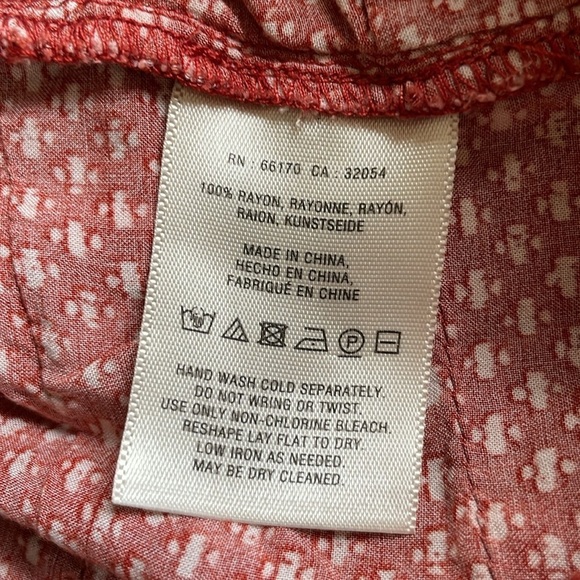 RN . 66170 CA . 32054
100% RAYON, RAYONNE, RAYÓN,
RAION, KUNSTSEIDE
MADE IN CHINA,
HECHO EN CHINA,
FABRIQUÉ EN CHINE
P
HAND WASH COLD SEPARATELY.
DO NOT WRING OR TWIST.
USE ONLY NON-CHLORINE BLEACH.
RESHAPE LAY FLAT TO DRY.
LOW IRON AS NEEDED.
MAY BE DRY CLEANED.